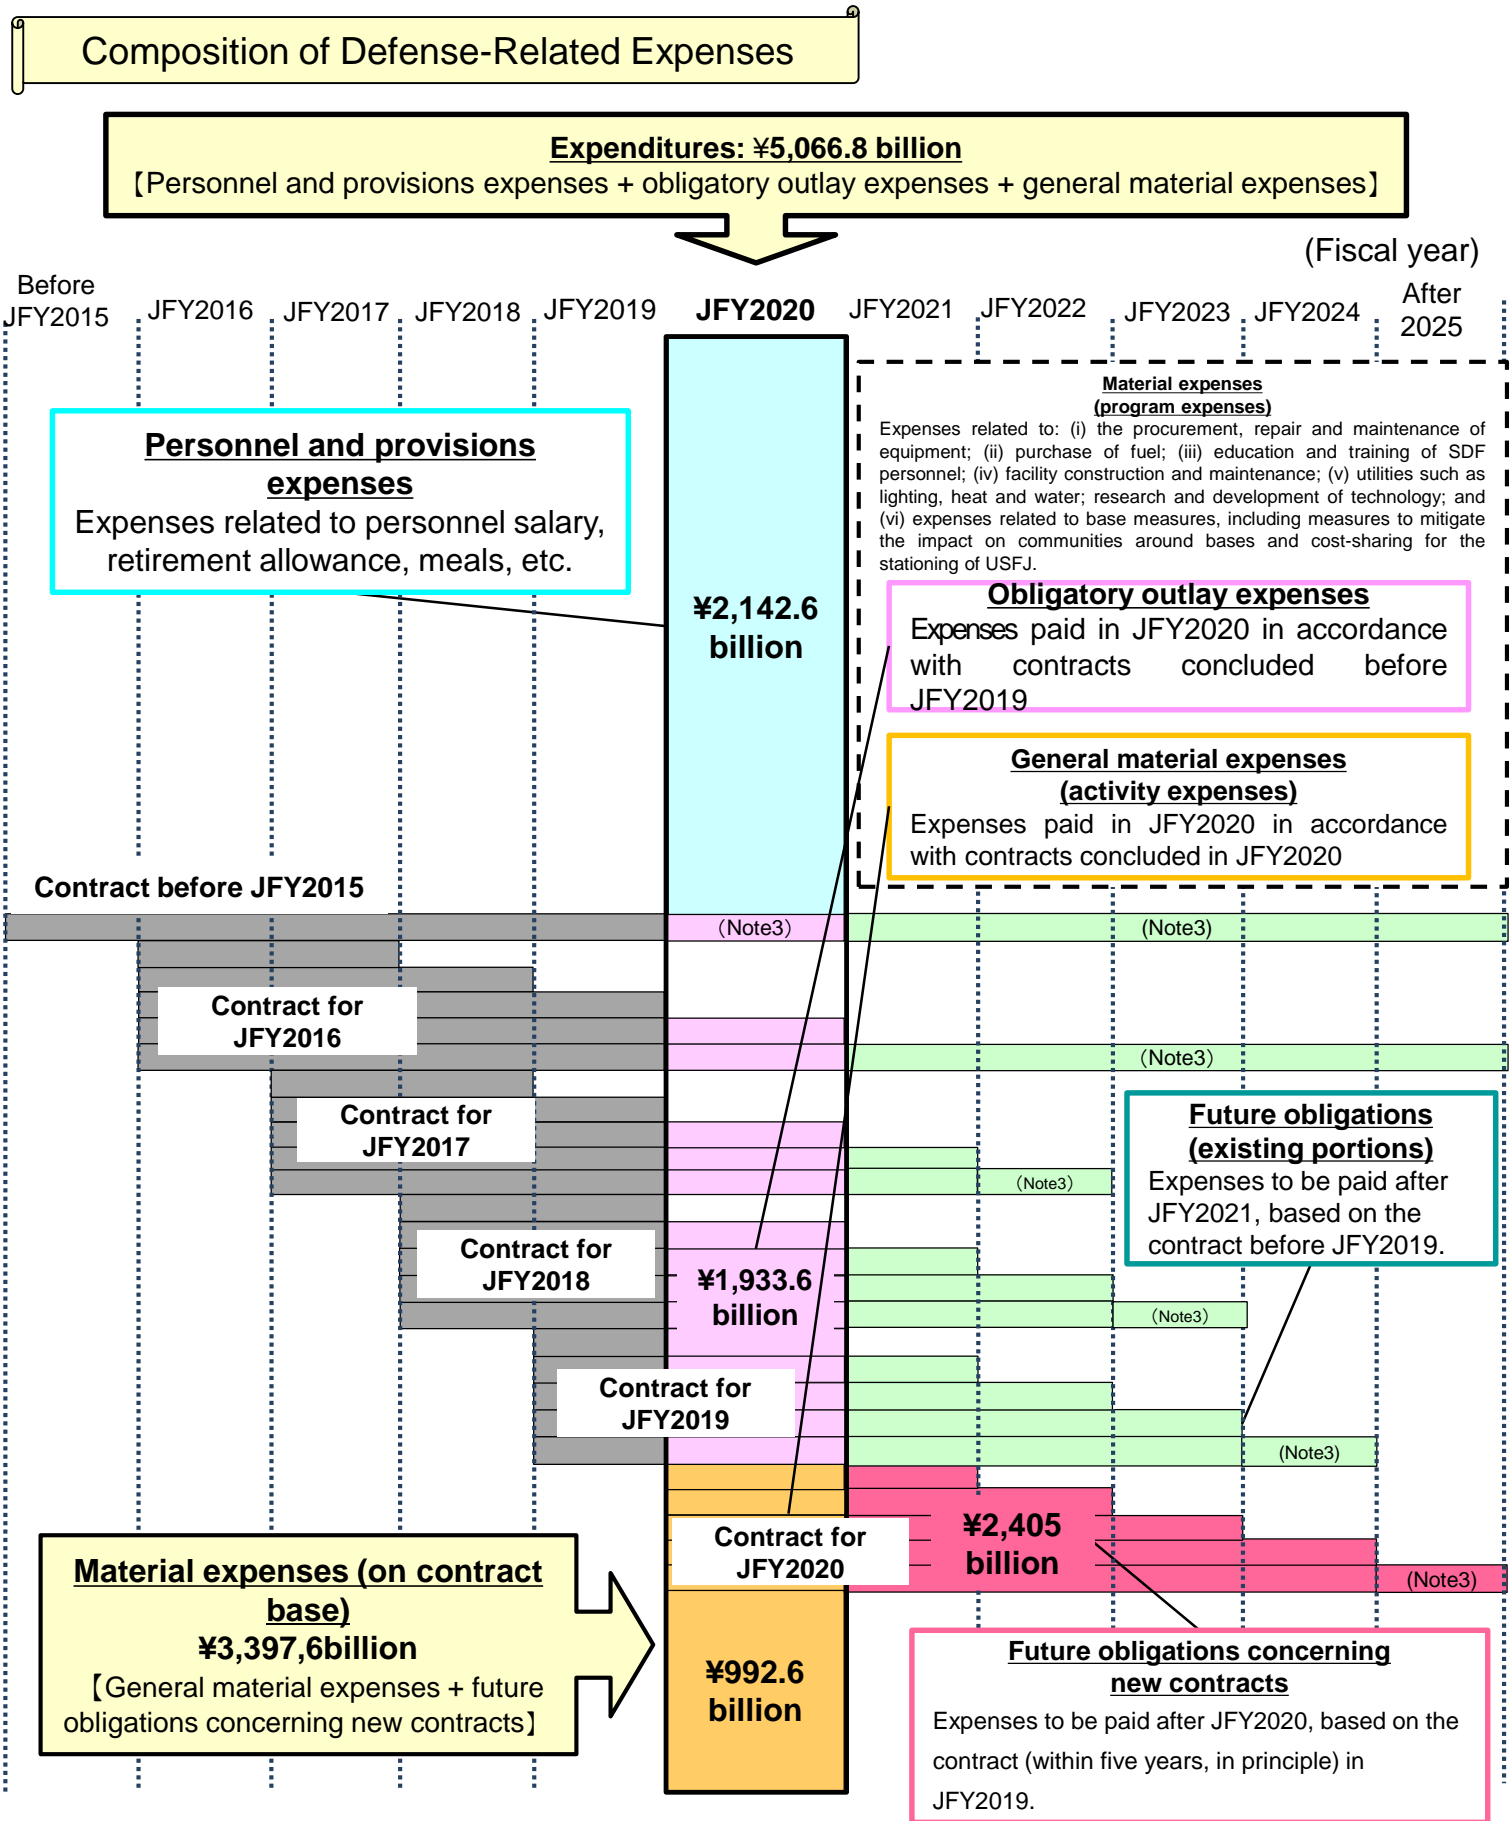 Composition of Defense-Related Expenses
Expenditures: ¥5,066.8 billion
【Personnel and provisions expenses + obligatory outlay expenses + general material expenses】
(Fiscal year)
Before
JFY2015
JFY2016
JFY2017
JFY2018
JFY2019
JFY2020
JFY2021
JFY2022
JFY2023
JFY2024
After
2025
Personnel and provisions
expenses
Expenses related to personnel salary,
retirement allowance, meals, etc.
¥2,142.6
billion
Material expenses
(program expenses)
Expenses related to: (i) the procurement, repair and maintenance of
equipment; (ii) purchase of fuel; (iii) education and training of SDF
personnel; (iv) facility construction and maintenance; (v) utilities such as
lighting, heat and water; research and development of technology; and
(vi) expenses related to base measures, including measures to mitigate
the impact on communities around bases and cost-sharing for the
stationing of USFJ.
Obligatory outlay expenses
Expenses paid in JFY2020 in accordance
with contracts concluded before
JFY2019
General material expenses
(activity expenses)
Expenses paid in JFY2020 in accordance
with contracts concluded in JFY2020
Contract before JFY2015
（Note3）
(Note3)
Contract for
JFY2016
（Note3）
Contract for
JFY2017
（Note3）
Future obligations
(existing portions)
Expenses to be paid after
JFY2021, based on the
contract before JFY2019.
Contract for
JFY2018
¥1,933.6
billion
（Note3）
Contract for
JFY2019
(Note3)
Contract for
JFY2020
¥2,405
billion
(Note3)
Material expenses (on contract
base)
¥3,397,6billion
【General material expenses + future
obligations concerning new contracts】
¥992.6
billion
Future obligations concerning
new contracts
Expenses to be paid after JFY2020, based on the
contract (within five years, in principle) in
JFY2019.